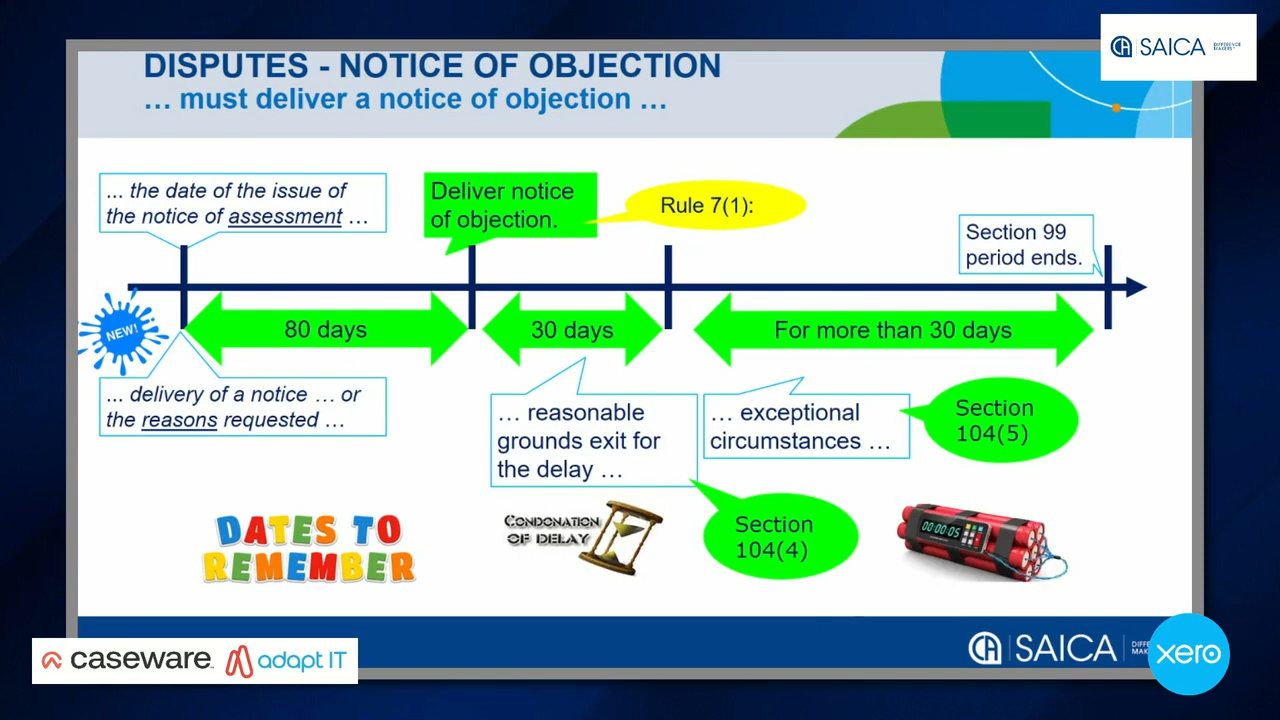 SAICA DIFFERENCE MAKERS
DISPUTES - NOTICE OF OBJECTION
… must deliver a notice of objection …
... the date of the issue of
the notice of assessment …
Deliver notice
of objection.
Rule 7(1):
Section 99
period ends.
NEW!
80 days
30 days
For more than 30 days
... delivery of a notice … or
the reasons requested …
… reasonable
grounds exit for
the delay …
… exceptional
circumstances …
Section
104(5)
Section
104(4)
DATES TO
REMEMBER
CONDONATION
OF DELAY
00:00:05
caseware
adapt IT
SAICA
xero